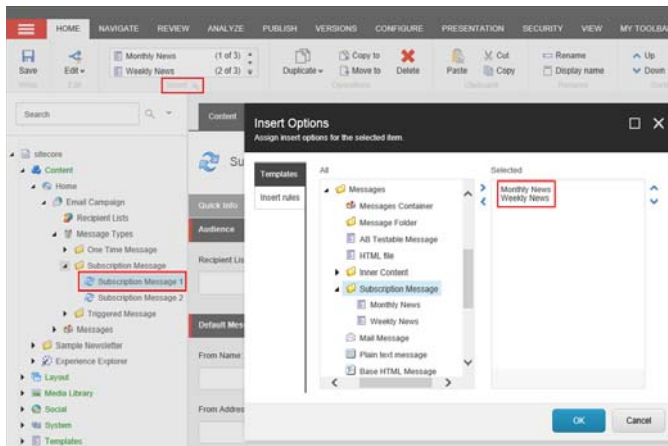 HOME NAVIGATE REVIEW ANALYZE PUBLISH VERSIONS CONFIGURE PRESENTATION SECURITY VIEW MY TOOLBA
Save
Edit
Monthly News (1 of 3)
Weekly News (2 of 3)
Insert
Duplicate
Copy to
Move to
Delete
Operations
Paste
Cut
Copy
Clipboard
Rename
Display name
Rename
Up
Down
Search
sitecore
Content
Home
Email Campaign
Recipient Lists
Message Types
One Time Message
Subscription Message
Subscription Message 1
Subscription Message 2
Triggered Message
Messages
Sample Newsletter
Experience Explorer
Layout
Media Library
Social
System
Templates
Content
Su
Quick Info
Audience
Recipient Lis
Default Mes
From Name:
From Addres
Insert Options
Assign insert options for the selected item.
Templates
Insert rules
All
Messages
Messages Container
Message Folder
AB Testable Message
HTML file
Inner Content
Subscription Message
Monthly News
Weekly News
Mail Message
Plain text message
Base HTML Message
Selected
Monthly News
Weekly News
OK
Cancel